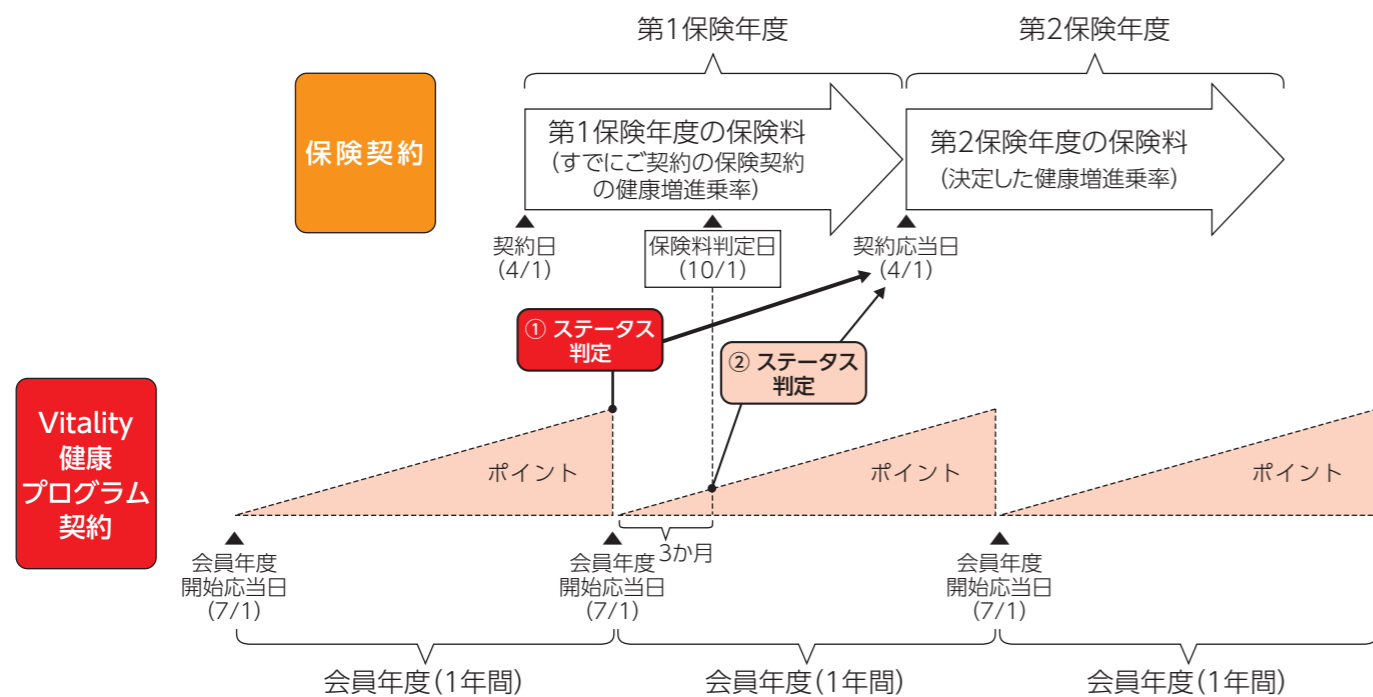 第1保険年度
第2保険年度
保険契約
第1保険年度の保険料
(すでにご契約の保険契約
の健康増進乗率)
第2保険年度の保険料
(決定した健康増進乗率)
契約日
(4/1)
保険料判定日
(10/1)
契約応当日
(4/1)
① ステータス
判定
② ステータス
判定
Vitality
健康
プログラム
契約
ポイント
ポイント
ポイント
3か月
会員年度
開始応当日
(7/1)
会員年度
開始応当日
(7/1)
会員年度
開始応当日
(7/1)
会員年度(1年間)
会員年度(1年間)
会員年度(1年間)